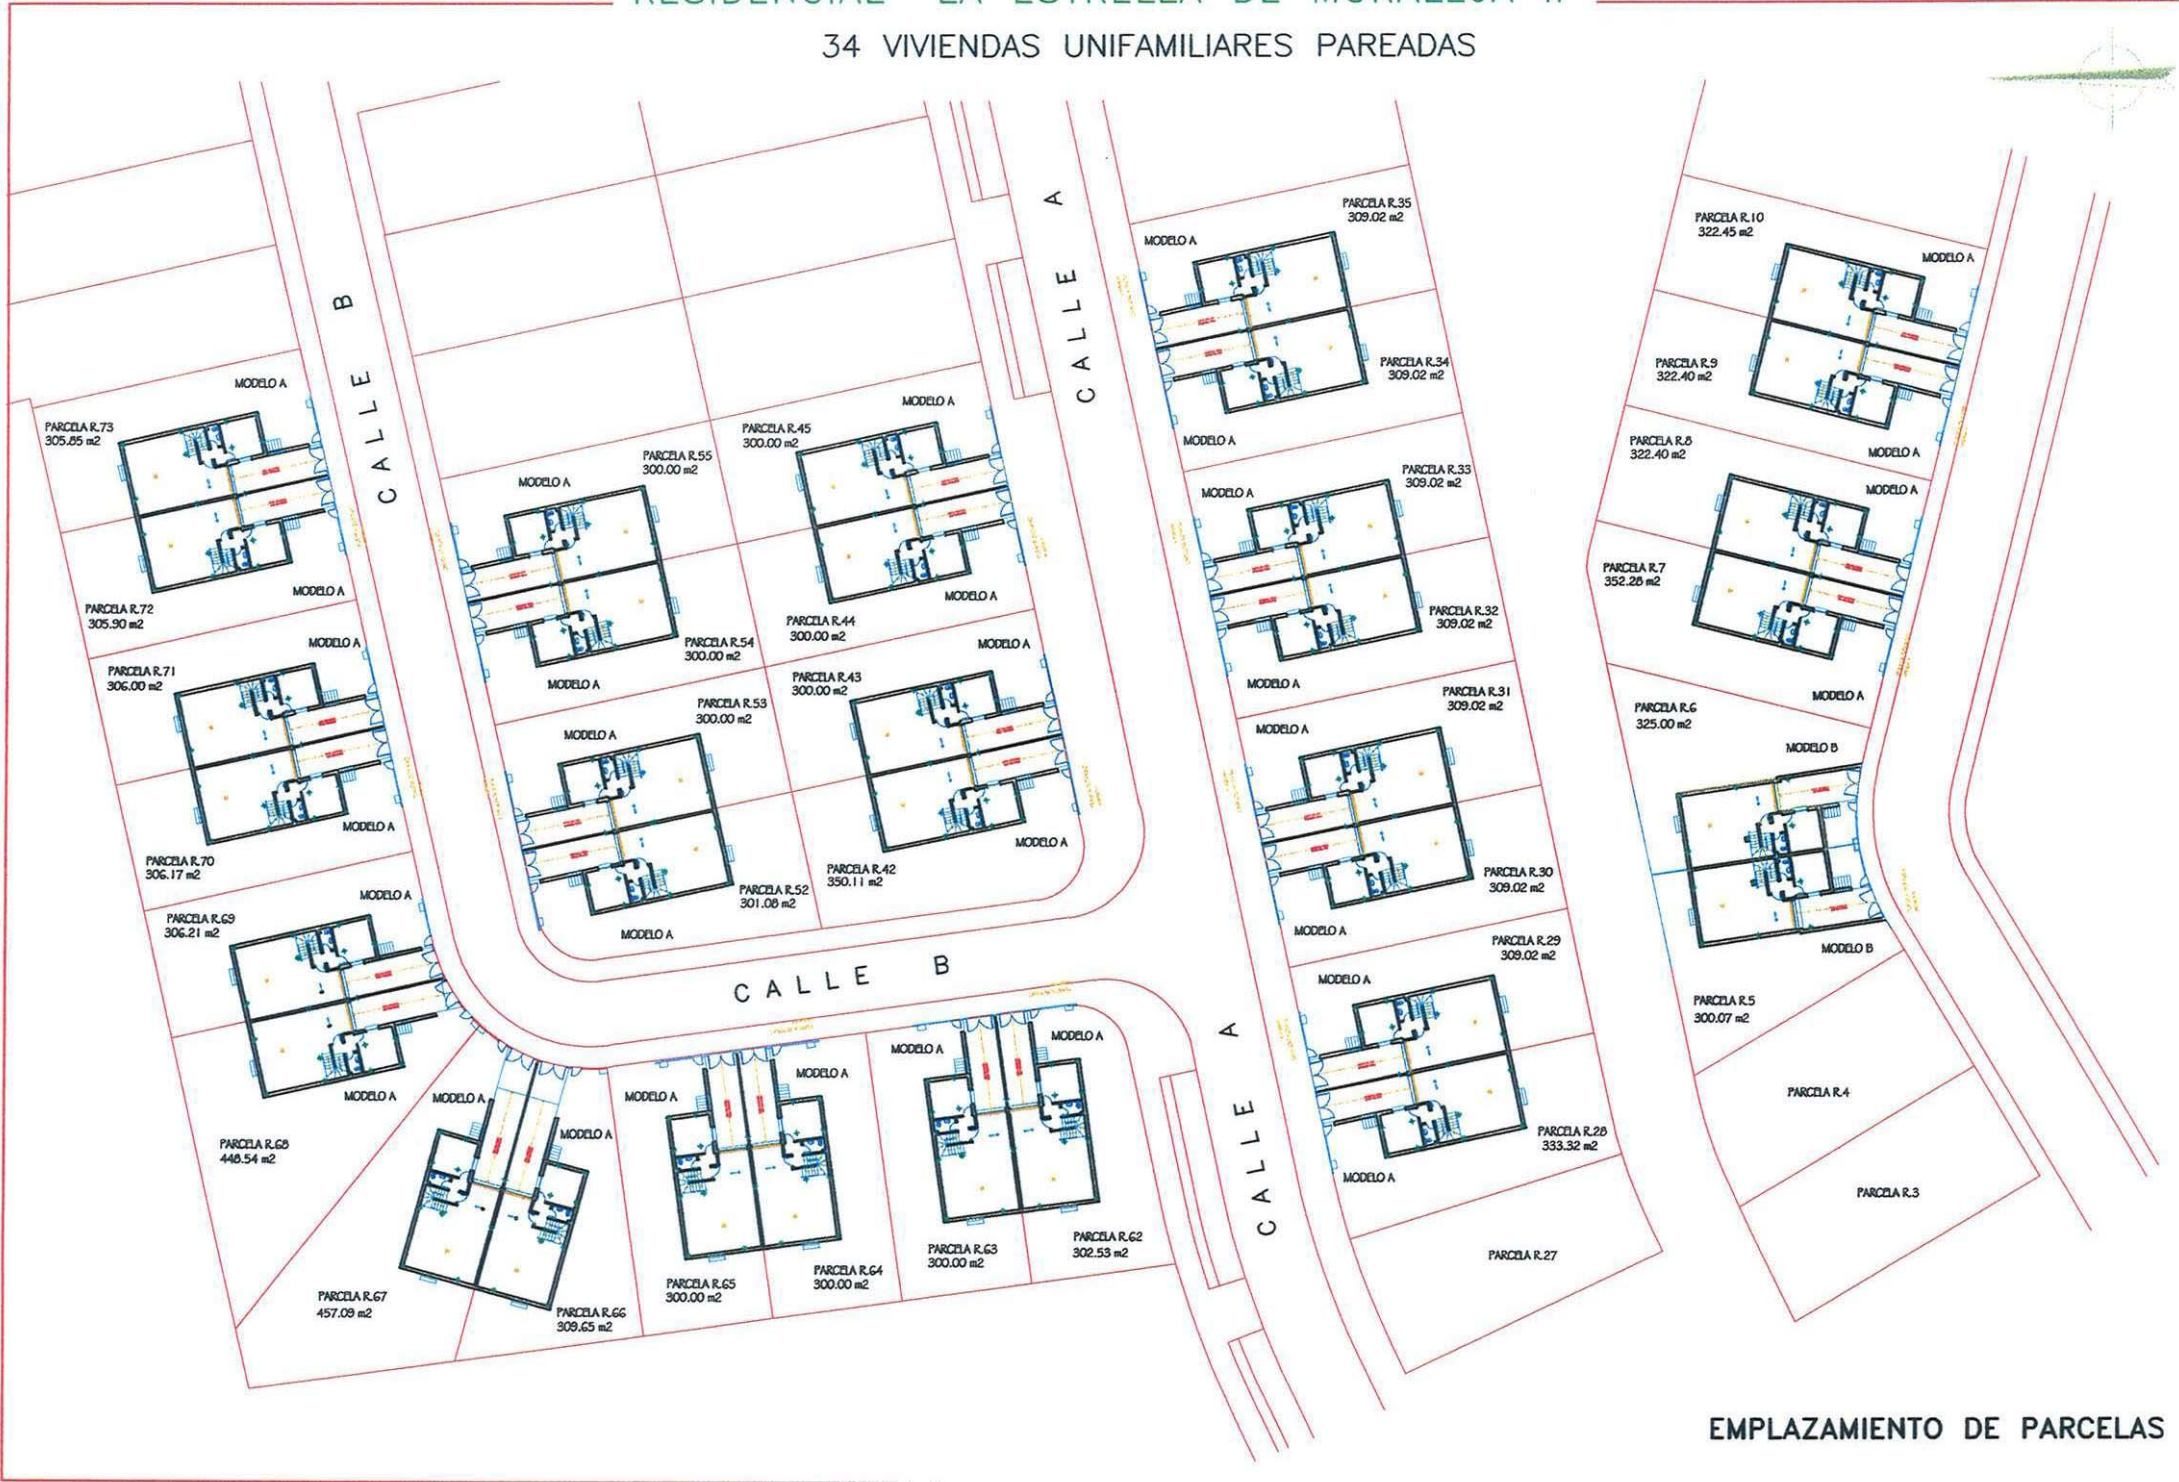 34 VIVIENDAS UNIFAMILIARES PAREADAS
CALLE B
CALLE A
PARCELA R.73
305.85 m2
MODELO A
PARCELA R.72
305.90 m2
MODELO A
PARCELA R.71
306.00 m2
MODELO A
PARCELA R.70
306.17 m2
MODELO A
PARCELA R.69
306.21 m2
MODELO A
PARCELA R.68
448.54 m2
MODELO A
PARCELA R.67
457.09 m2
MODELO A
PARCELA R.66
309.65 m2
MODELO A
PARCELA R.65
300.00 m2
MODELO A
PARCELA R.64
300.00 m2
MODELO A
PARCELA R.63
300.00 m2
MODELO A
PARCELA R.62
302.53 m2
MODELO A
PARCELA R.55
300.00 m2
MODELO A
PARCELA R.54
300.00 m2
MODELO A
PARCELA R.53
300.00 m2
MODELO A
PARCELA R.52
301.08 m2
MODELO A
PARCELA R.45
300.00 m2
MODELO A
PARCELA R.44
300.00 m2
MODELO A
PARCELA R.43
300.00 m2
MODELO A
PARCELA R.42
350.11 m2
MODELO A
CALLE B
CALLE A
PARCELA R.35
309.02 m2
MODELO A
PARCELA R.34
309.02 m2
MODELO A
PARCELA R.33
309.02 m2
MODELO A
PARCELA R.32
309.02 m2
MODELO A
PARCELA R.31
309.02 m2
MODELO A
PARCELA R.30
309.02 m2
MODELO A
PARCELA R.29
309.02 m2
MODELO A
PARCELA R.28
333.32 m2
MODELO A
PARCELA R.27
PARCELA R.10
322.45 m2
MODELO A
PARCELA R.9
322.40 m2
MODELO A
PARCELA R.8
322.40 m2
MODELO A
PARCELA R.7
352.28 m2
MODELO A
PARCELA R.6
325.00 m2
MODELO B
PARCELA R.5
300.07 m2
MODELO B
PARCELA R.4
PARCELA R.3
EMPLAZAMIENTO DE PARCELAS